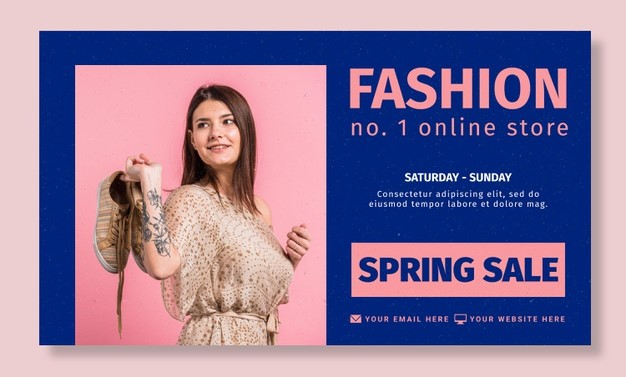 FASHION
no. 1 online store
SATURDAY - SUNDAY
Consectetur adipiscing elit, sed do
eiusmod tempor labore et dolore mag.
SPRING SALE
YOUR EMAIL HERE YOUR WEBSITE HERE